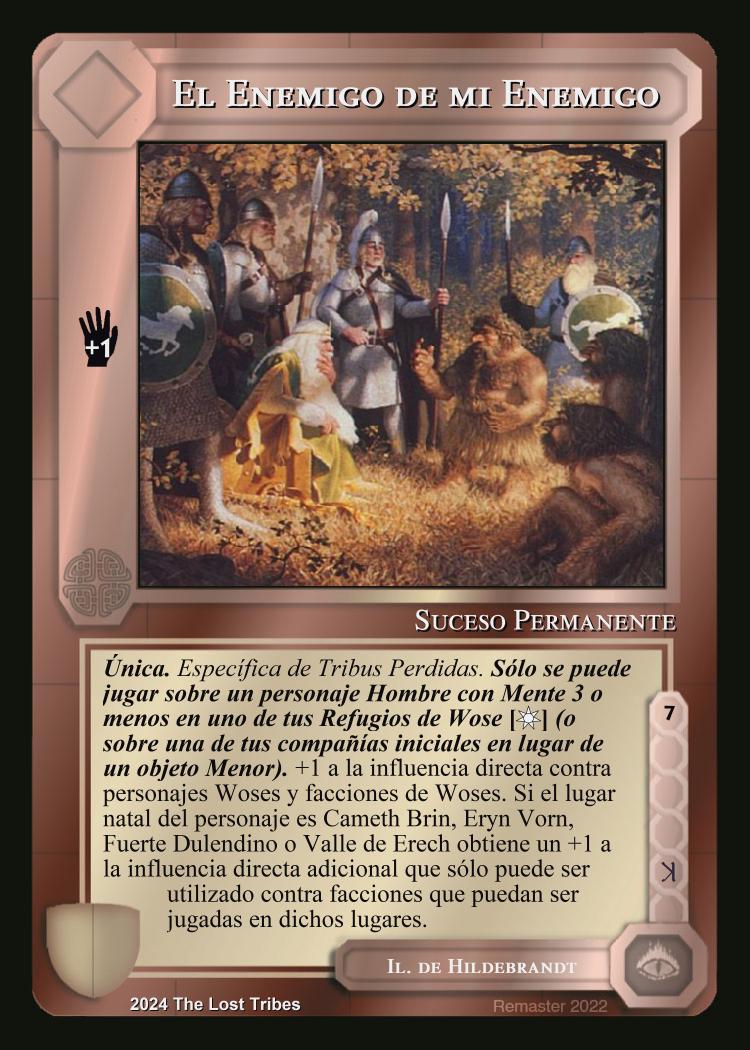 El Enemigo de mi Enemigo
+1
Suceso Permanente
Única. Específica de Tribus Perdidas. Sólo se puede
jugar sobre un personaje Hombre con Mente 3 o
menos en uno de tus Refugios de Wose [] (o
sobre una de tus compañías iniciales en lugar de
un objeto Menor). +1 a la influencia directa contra
personajes Woses y facciones de Woses. Si el lugar
natal del personaje es Cameth Brin, Eryn Vorn,
Fuerte Dulendino o Valle de Erech obtiene un +1 a
la influencia directa adicional que sólo puede ser
utilizado contra facciones que puedan ser
jugadas en dichos lugares.
7
Il. de Hildebrandt
2024 The Lost Tribes
Remaster 2022